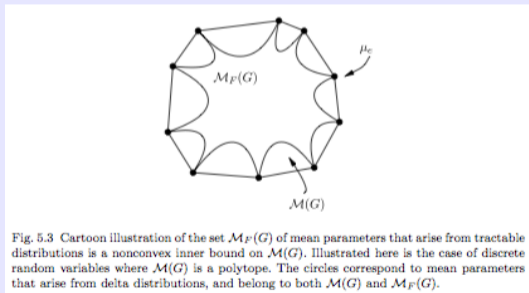 μe
M_F(G)
M(G)
Fig. 5.3 Cartoon illustration of the set M_F(G) of mean parameters that arise from tractable
distributions is a nonconvex inner bound on M(G). Illustrated here is the case of discrete
random variables where M(G) is a polytope. The circles correspond to mean parameters
that arise from delta distributions, and belong to both M(G) and M_F(G).